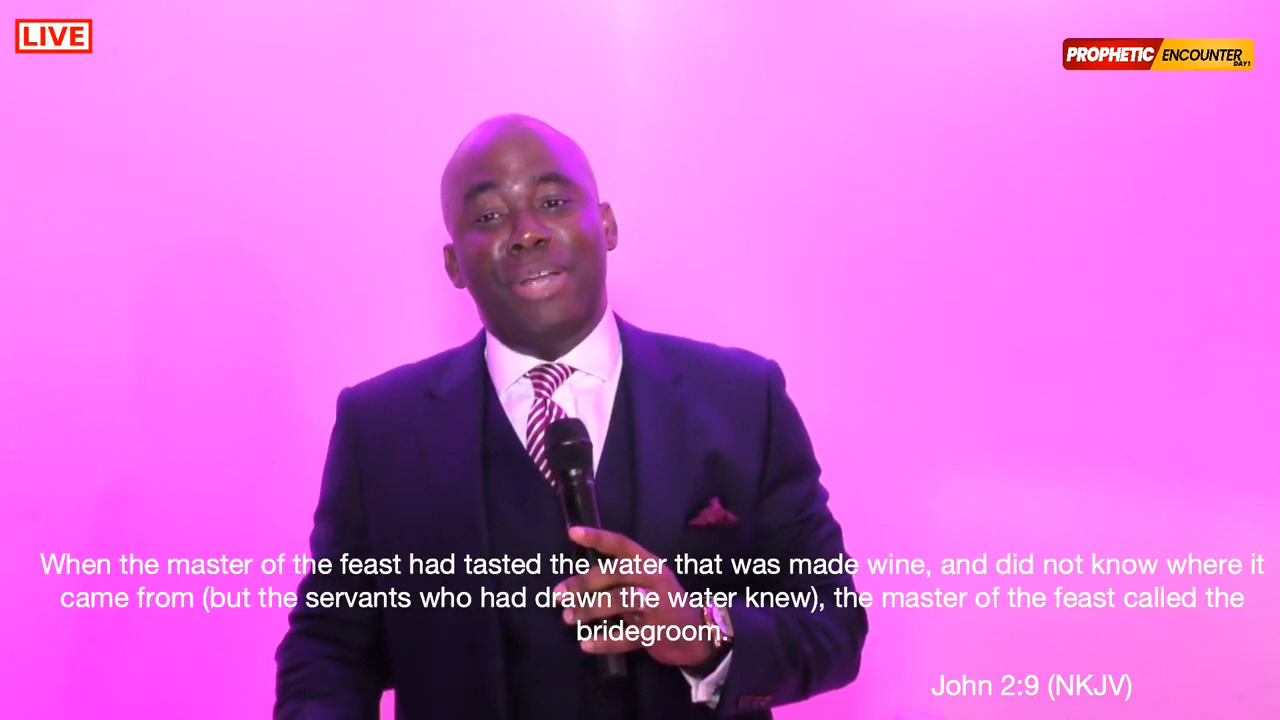 LIVE
PROPHETIC ENCOUNTER
DAY1
When the master of the feast had tasted the water that was made wine, and did not know where it
came from (but the servants who had drawn the water knew), the master of the feast called the
bridegroom.
John 2:9 (NKJV)